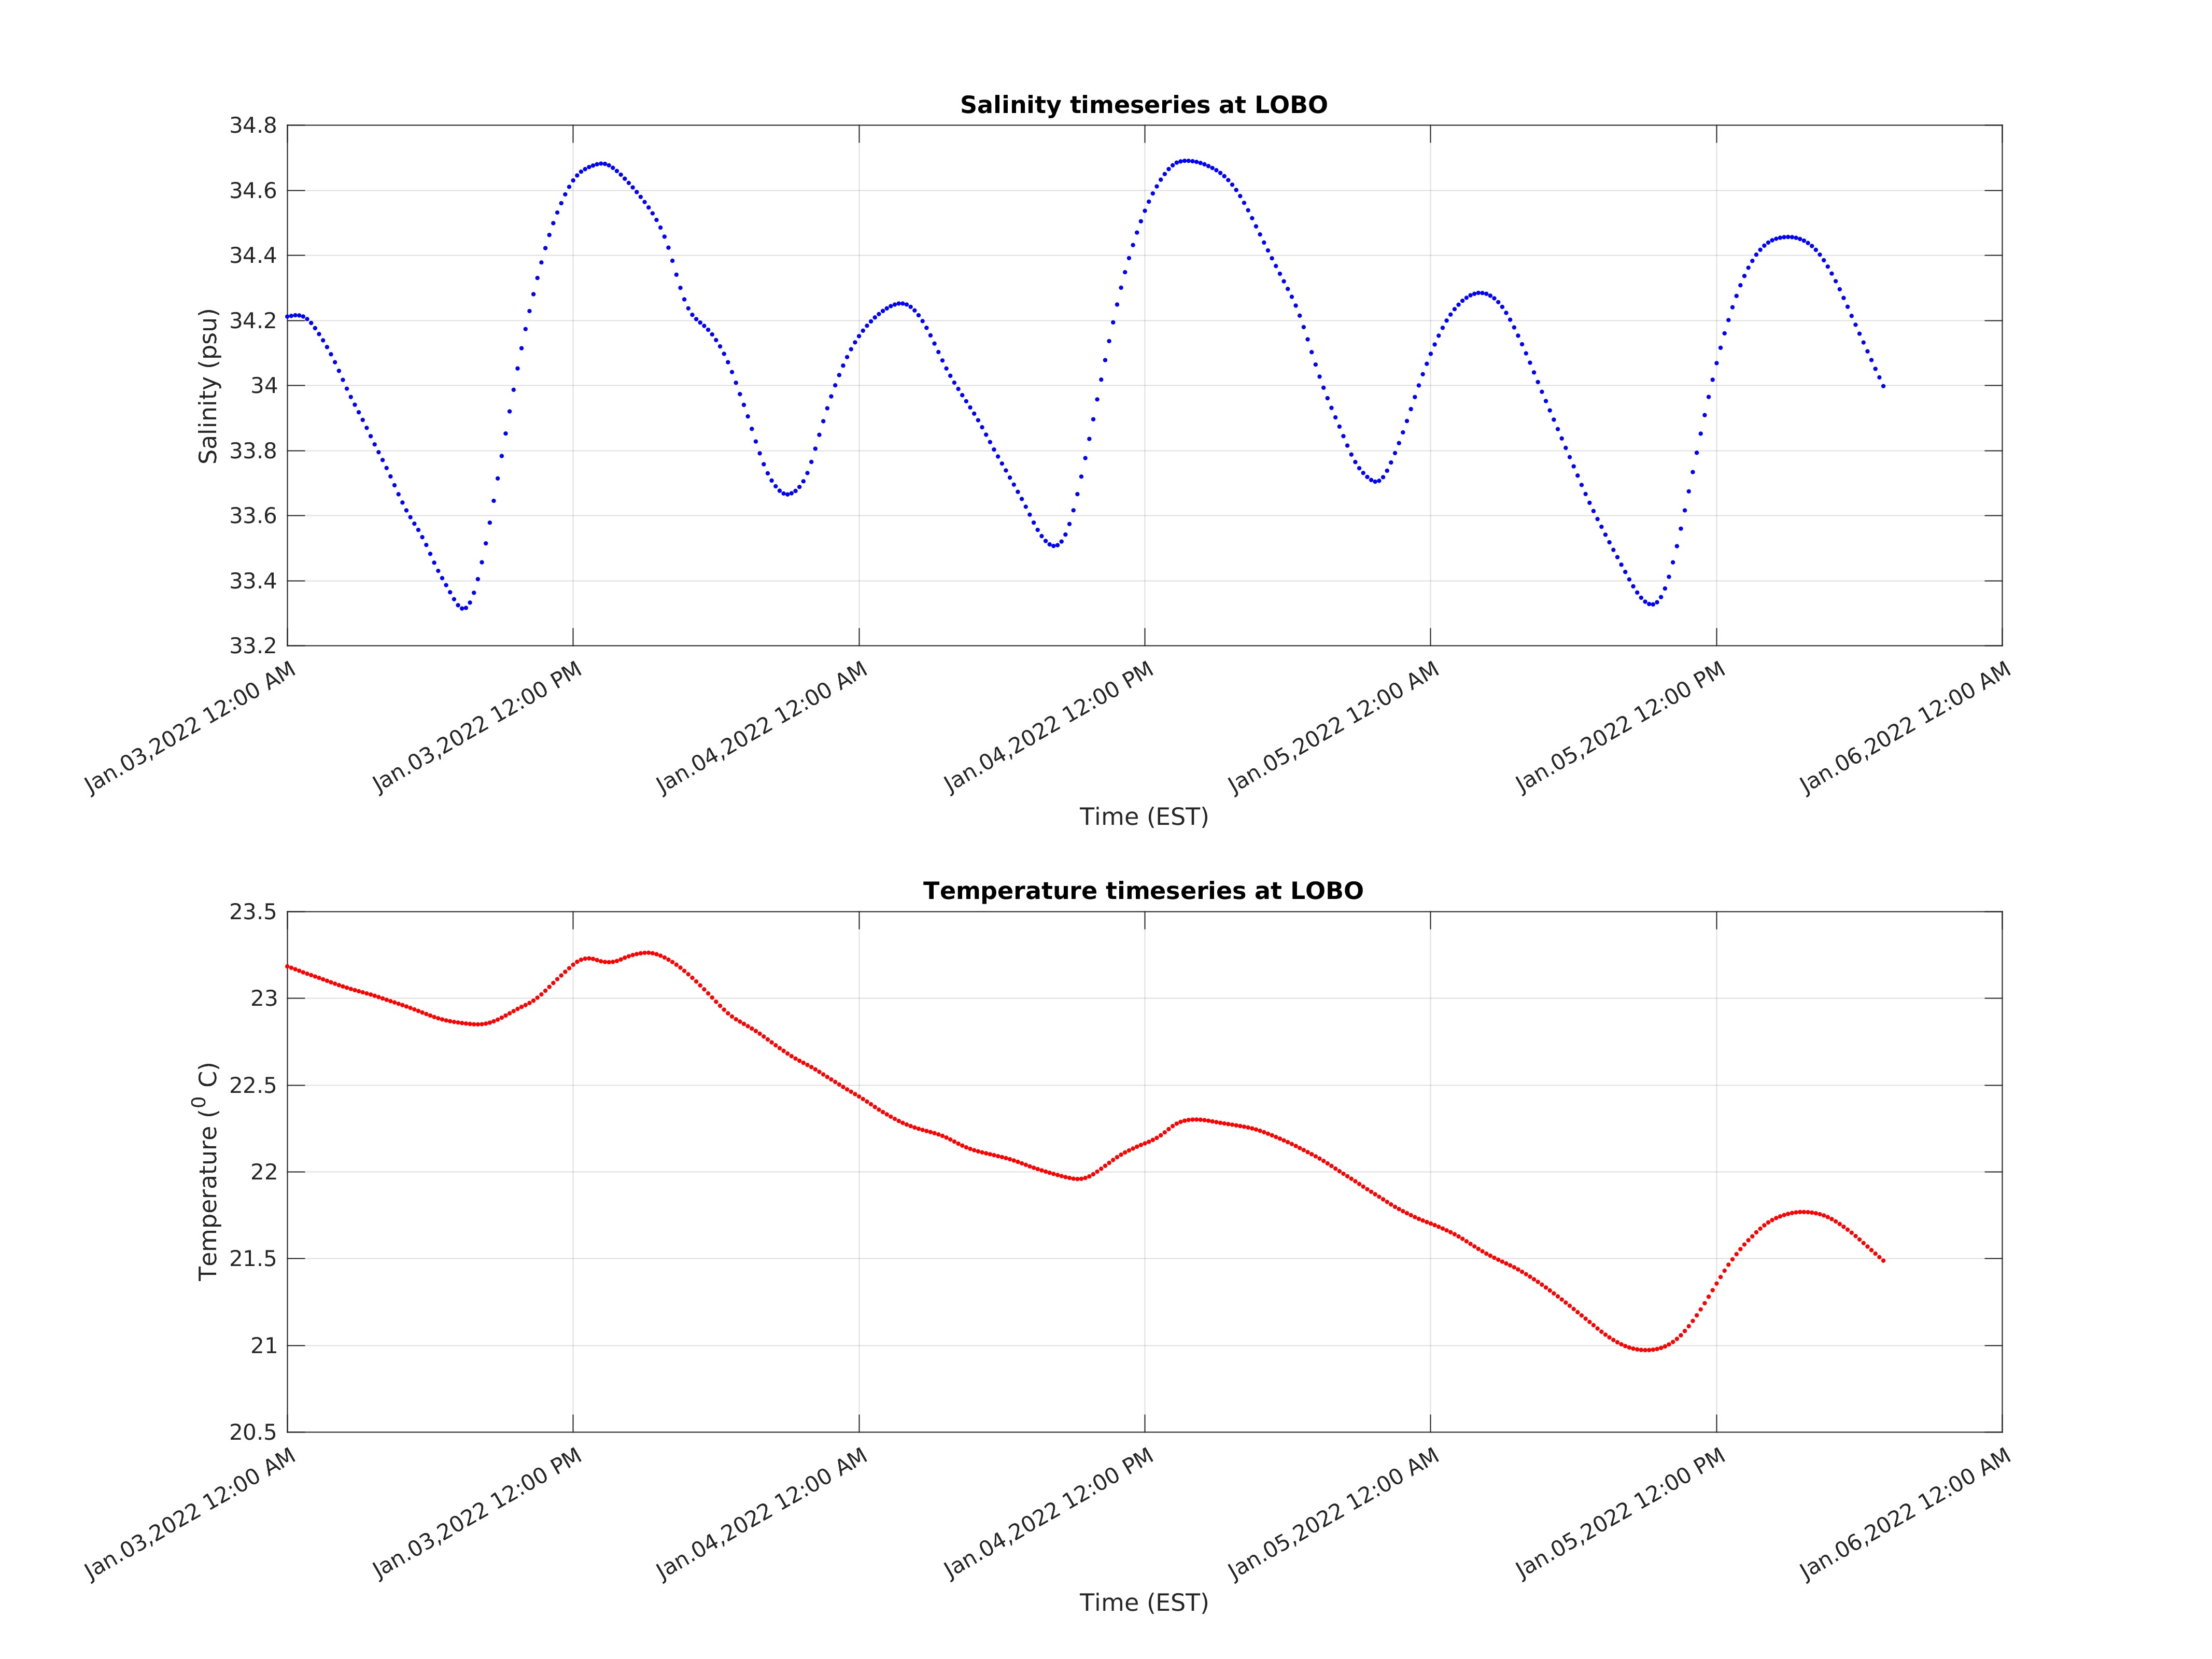 Salinity timeseries at LOBO
34.8
34.6
34.4
34.2
34
33.8
33.6
33.4
33.2
Salinity (psu)
Jan.03,2022 12:00 AM
Jan.03,2022 12:00 PM
Jan.04,2022 12:00 AM
Jan.04,2022 12:00 PM
Jan.05,2022 12:00 AM
Jan.05,2022 12:00 PM
Jan.06,2022 12:00 AM
Time (EST)
Temperature timeseries at LOBO
23.5
23
22.5
22
21.5
21
20.5
Temperature (⁰ C)
Jan.03,2022 12:00 AM
Jan.03,2022 12:00 PM
Jan.04,2022 12:00 AM
Jan.04,2022 12:00 PM
Jan.05,2022 12:00 AM
Jan.05,2022 12:00 PM
Jan.06,2022 12:00 AM
Time (EST)